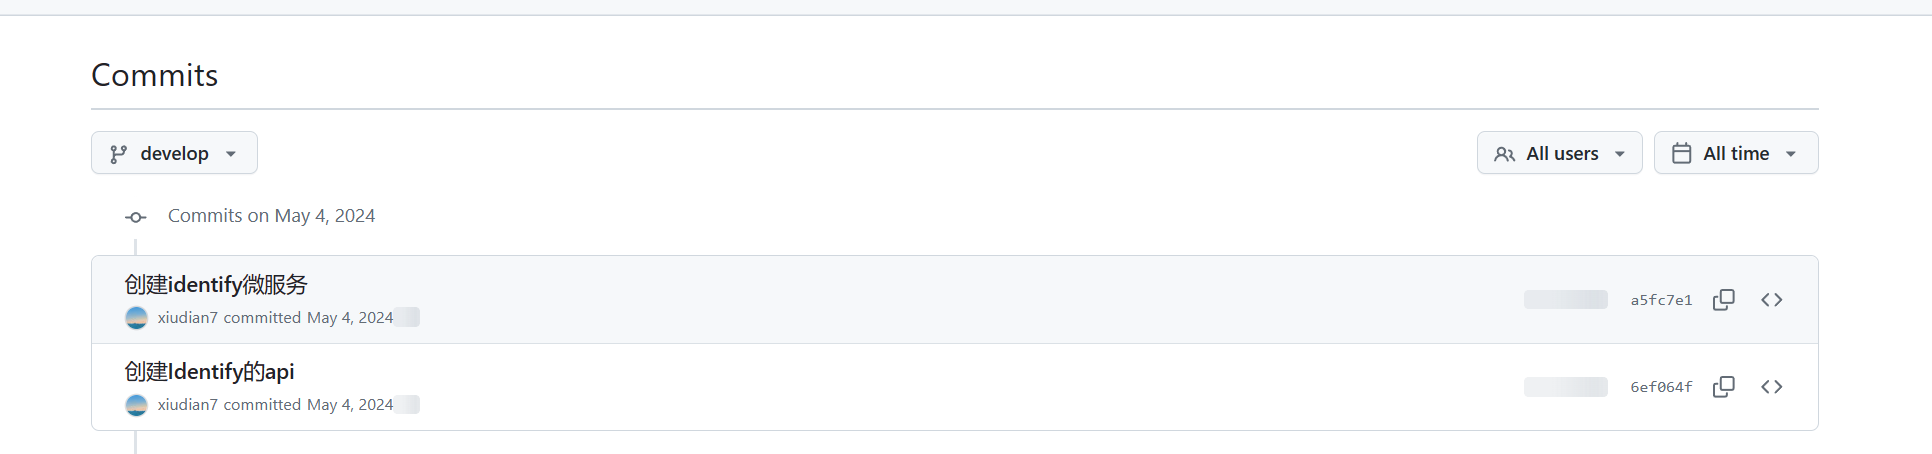 Commits
develop
All users
All time
Commits on May 4, 2024
创建identify微服务
xiudian7 committed May 4, 2024
a5fc7e1
创建Identify的api
xiudian7 committed May 4, 2024
6ef064f